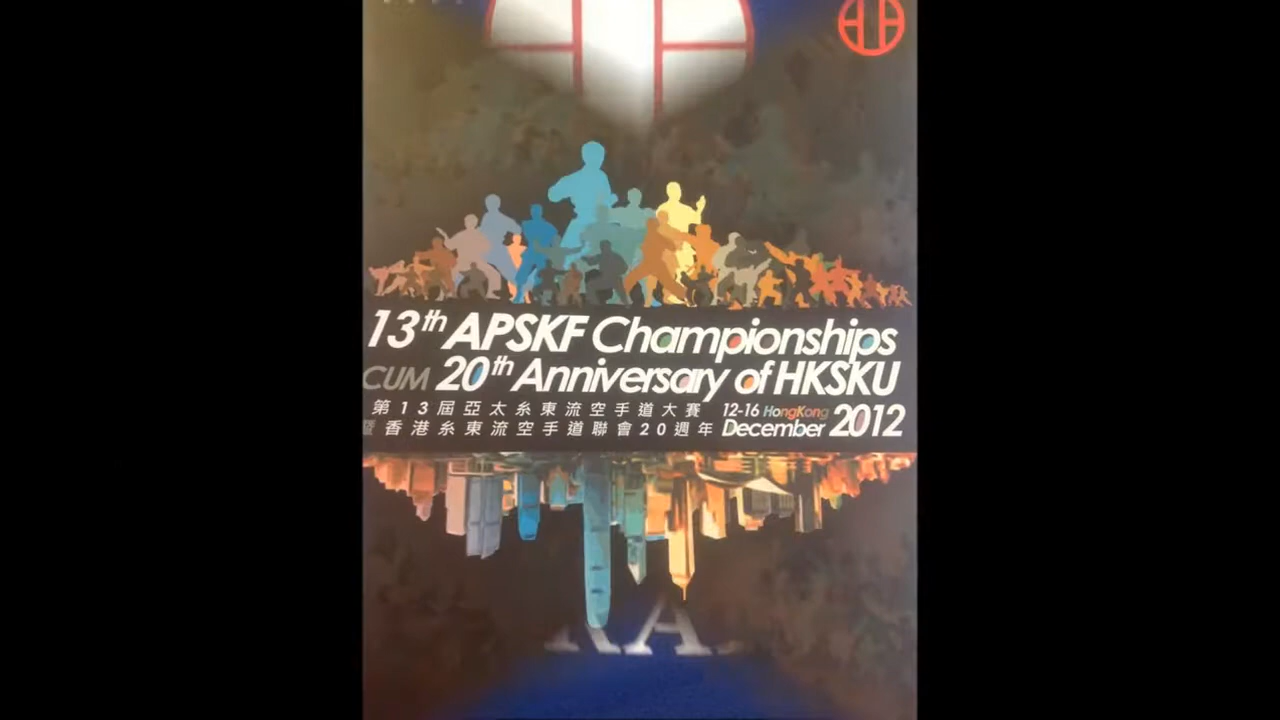 13th APSKF Championships
CUM 20th Anniversary of HKSKU
第13屆亞太糸東流空手道大賽
暨香港糸東流空手道聯會20週年
12-16 HongKong
December 2012